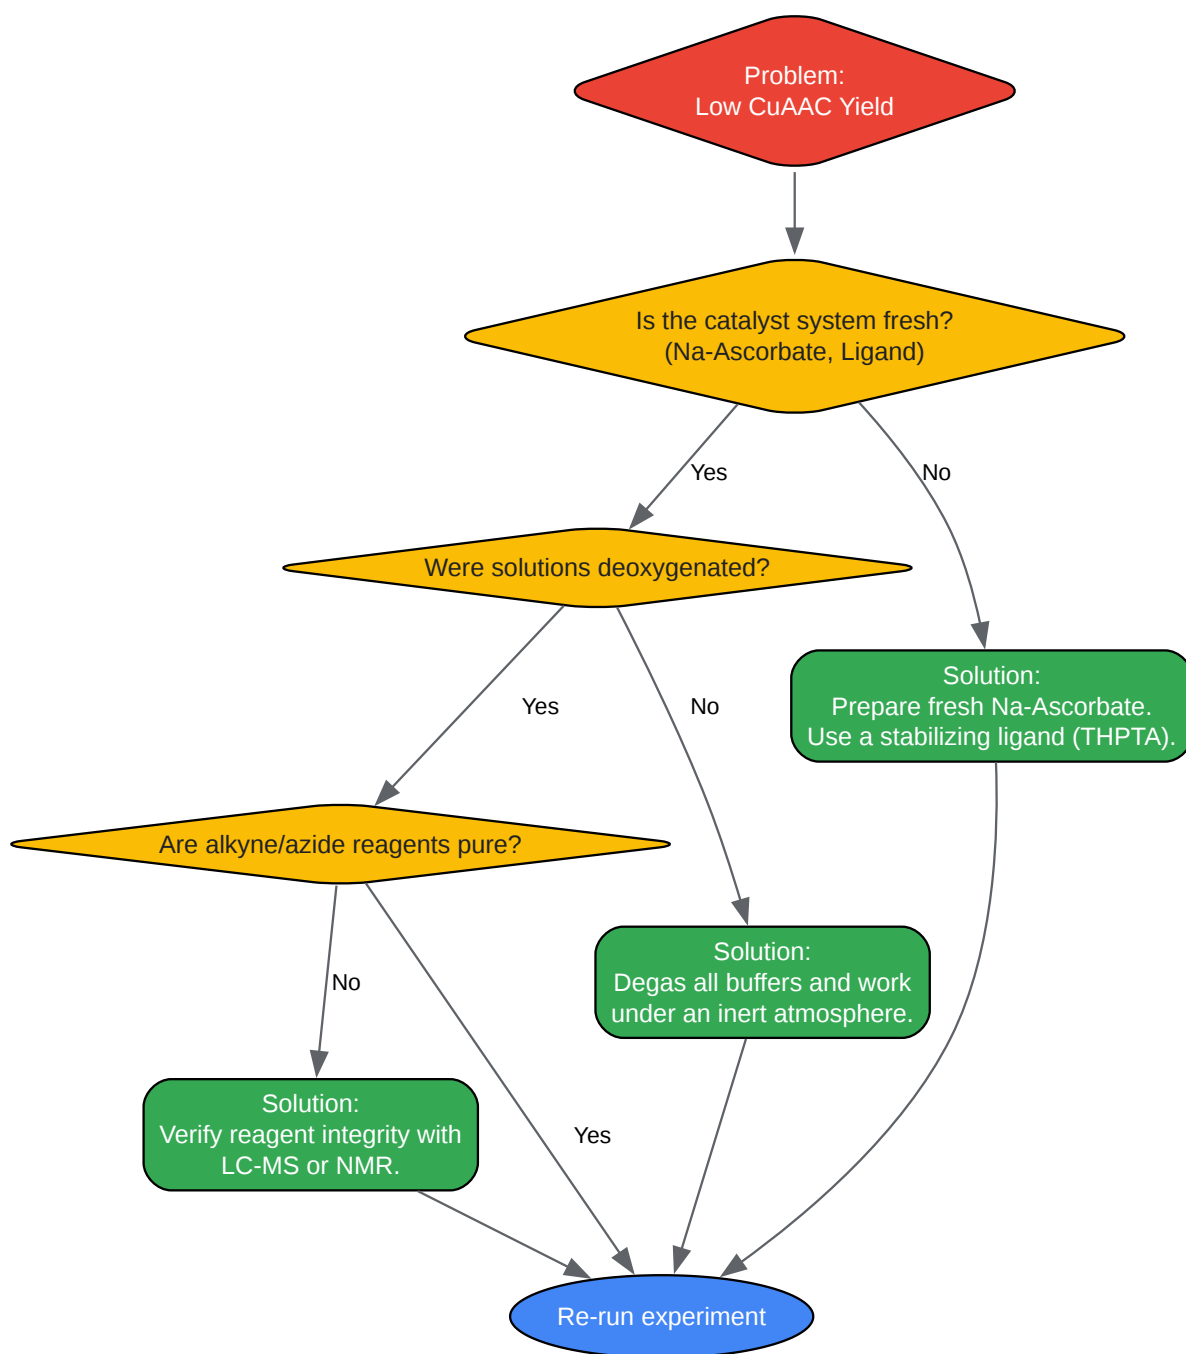 Problem:
Low CuAAC Yield
Is the catalyst system fresh?
(Na-Ascorbate, Ligand)
Yes
No
Were solutions deoxygenated?
Solution:
Prepare fresh Na-Ascorbate.
Use a stabilizing ligand (THPTA).
Yes
No
Are alkyne/azide reagents pure?
Solution:
Degas all buffers and work
under an inert atmosphere.
No
Solution:
Verify reagent integrity with
LC-MS or NMR.
Yes
Re-run experiment